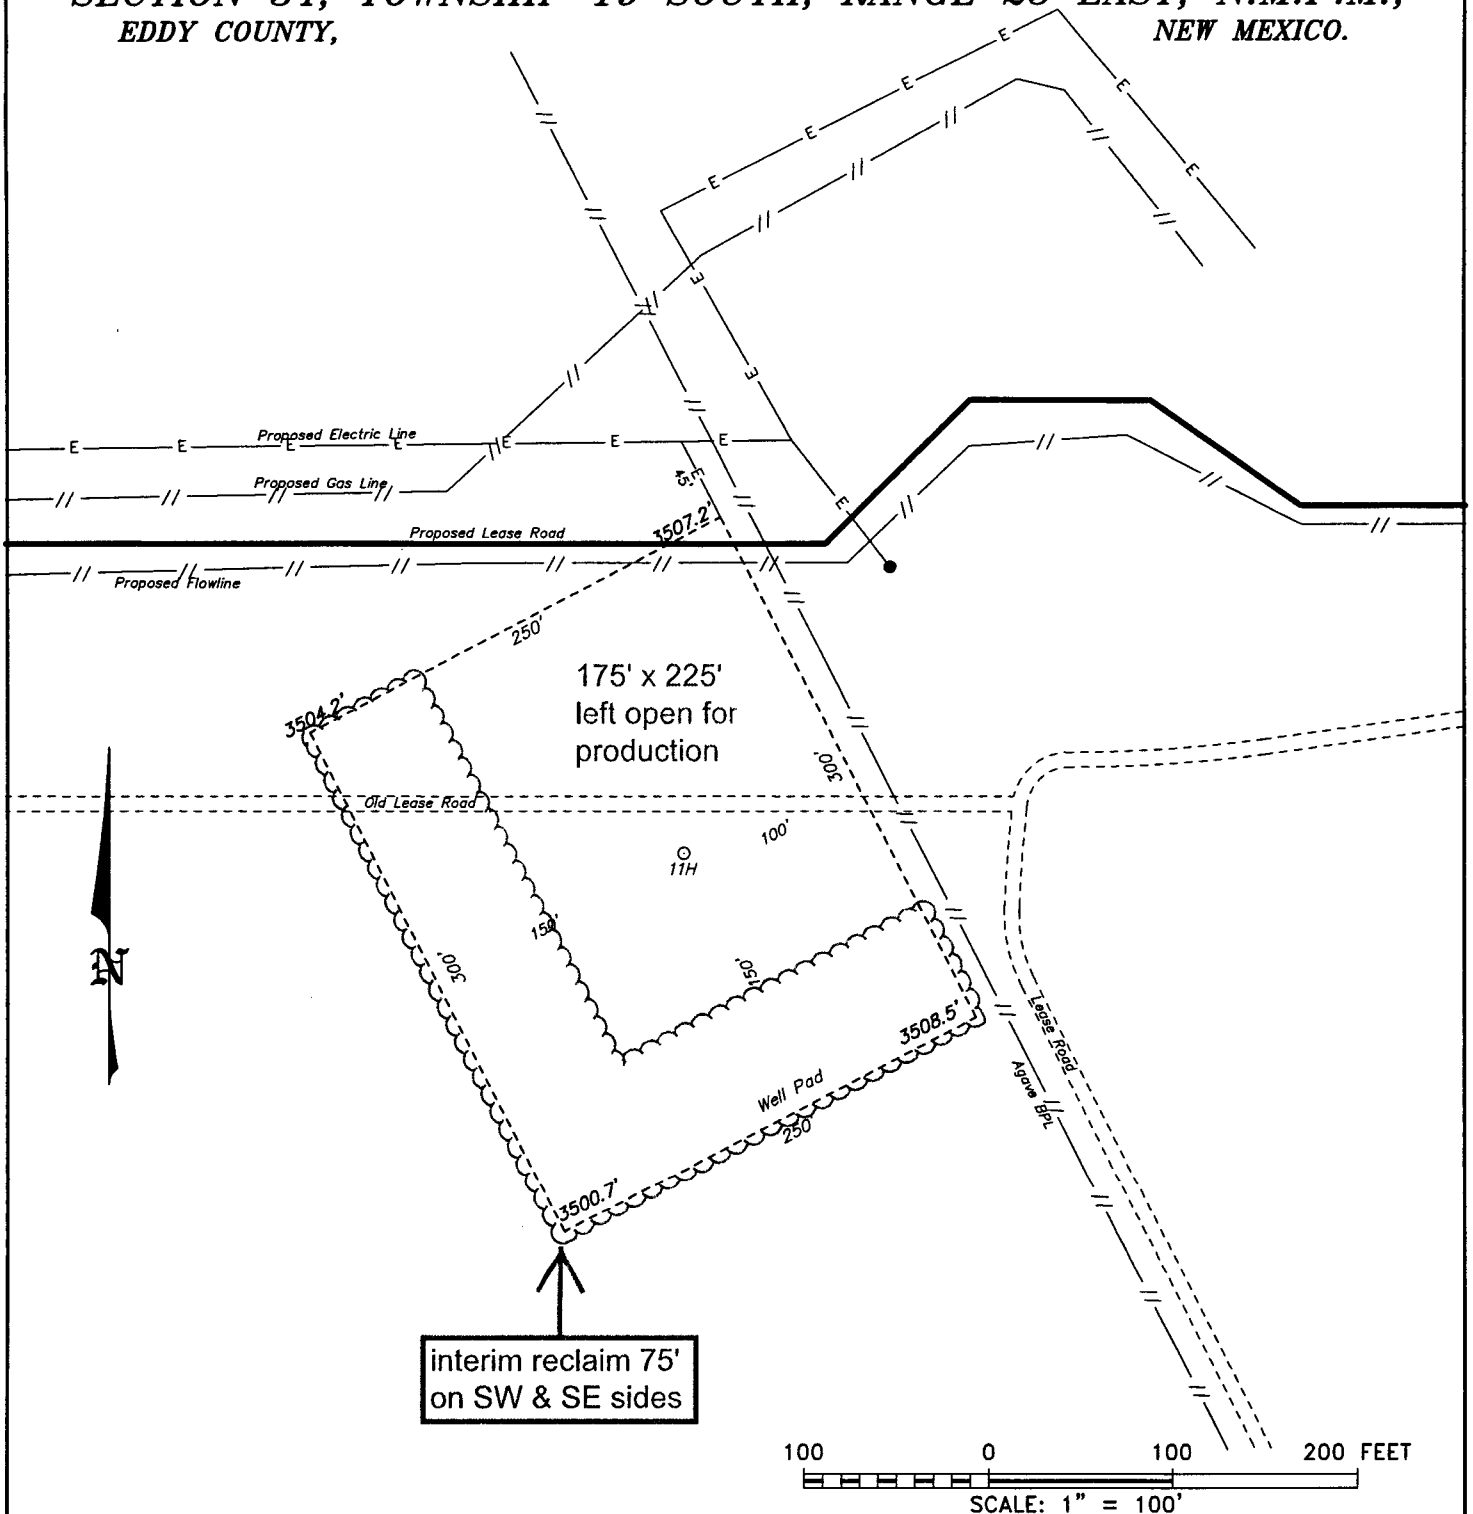 EDDY COUNTY, NEW MEXICO.
E
E
E
E
E
E
E
E
Proposed Electric Line
E E E E E E E
E
Proposed Gas Line
45'
E
3507.2'
Proposed Lease Road
Proposed Flowline
250'
175' x 225'
left open for
production
3504.2'
300'
Old Lease Road
100'
11H
150'
300'
150'
N
3508.5'
Lease Road
Agave BPL
Well Pad
250'
3500.7'
interim reclaim 75'
on SW & SE sides
100 0 100 200 FEET
SCALE: 1" = 100'